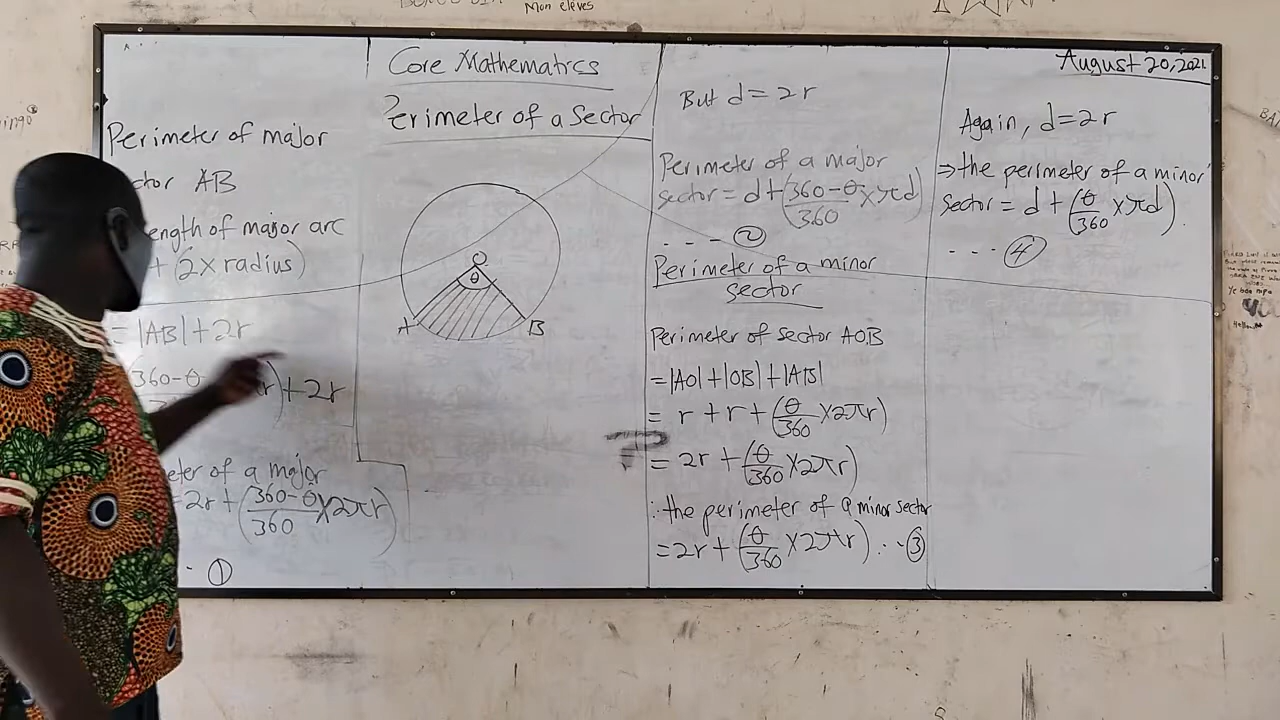 Mon eleves
Core Mathematics
Perimeter of a Sector
August 20, 2021
Perimeter of major
ctor AB
ength of major arc
+ (2 x radius)
= |AB| + 2r
360-θ
r) + 2r
eter of a major
= 2r + (360-θ/360 x 2πr)
①
O
θ
A B
But d = 2r
Perimeter of a major
sector = d + (360-θ/360 x πd)
- - - ②
Perimeter of a minor
sector
Perimeter of sector AOB
= |AO| + |OB| + |AB|
= r + r + (θ/360 x 2πr)
= 2r + (θ/360 x 2πr)
∴ the perimeter of a minor sector
= 2r + (θ/360 x 2πr) ... ③
Again, d = 2r
⇒ the perimeter of a minor
sector = d + (θ/360 x πd).
- - - ④